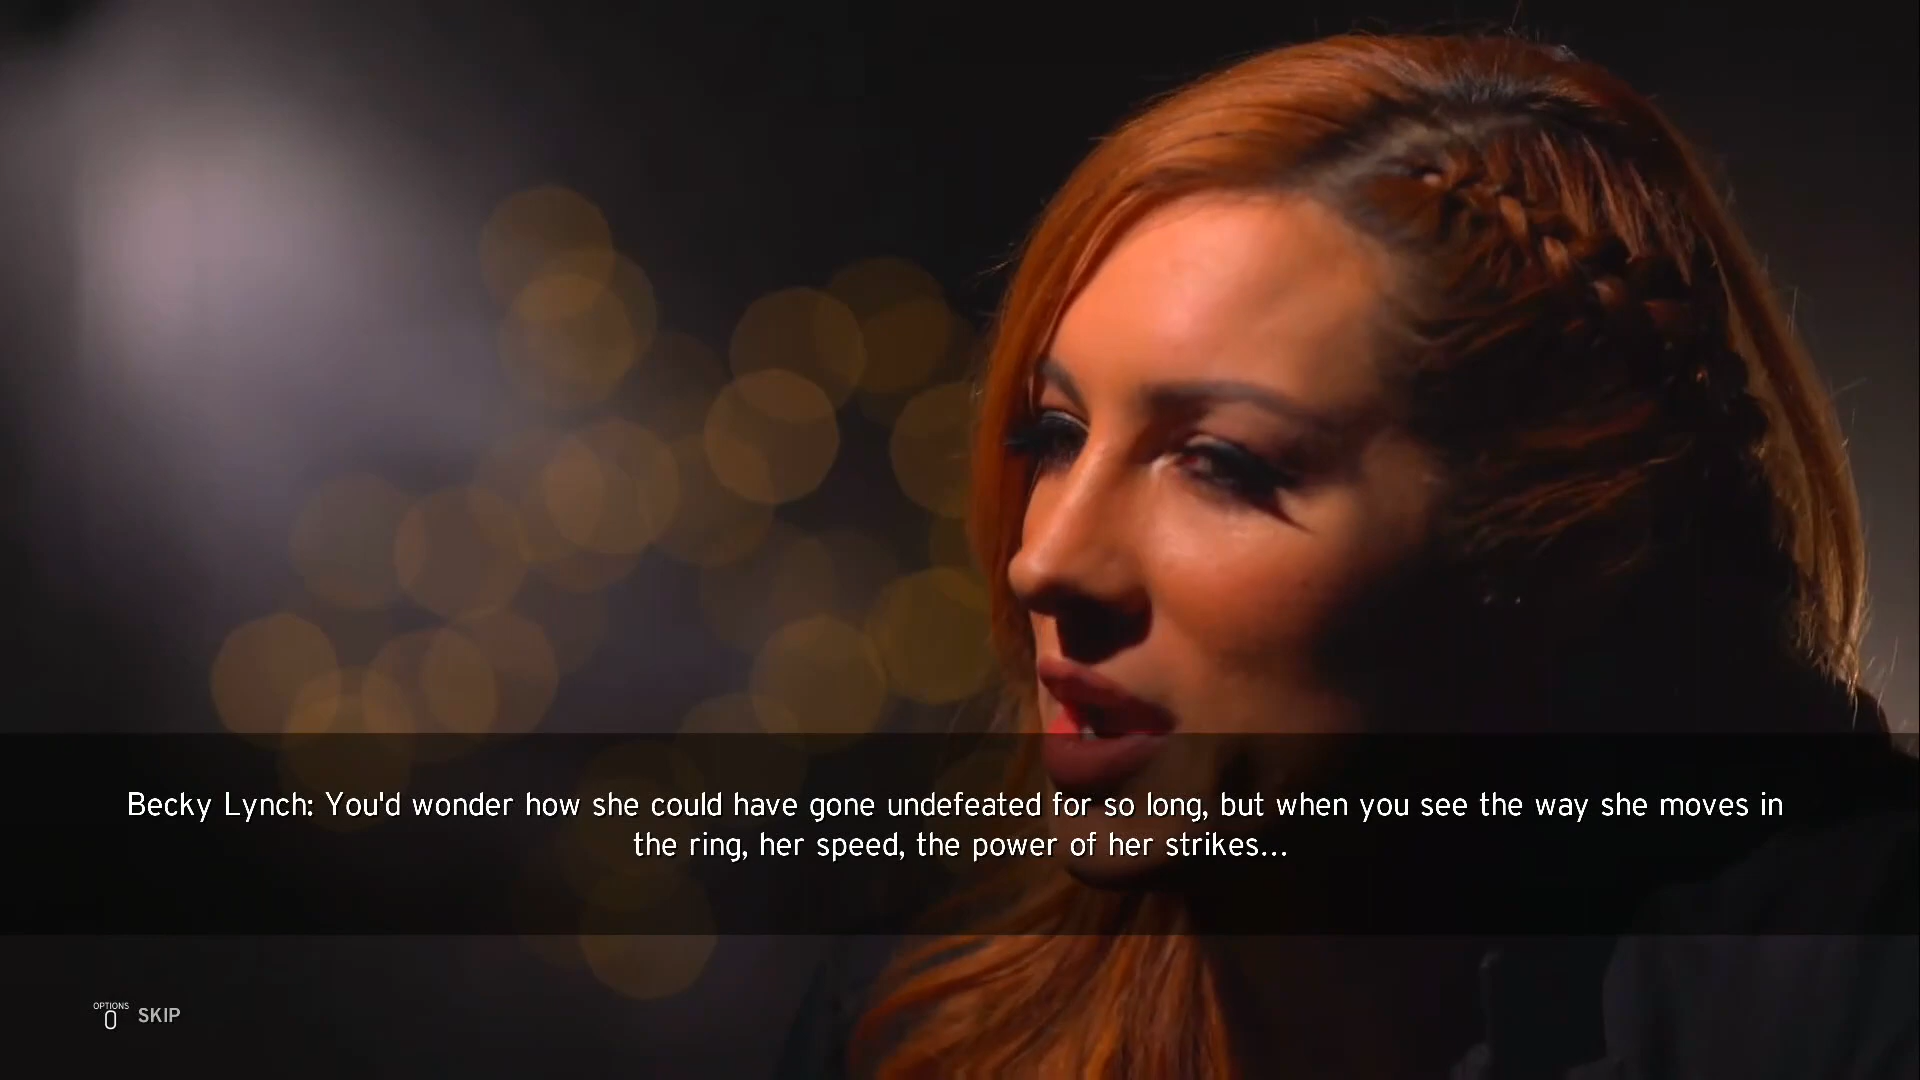 Becky Lynch: You'd wonder how she could have gone undefeated for so long, but when you see the way she moves in
the ring, her speed, the power of her strikes...
OPTIONS
SKIP